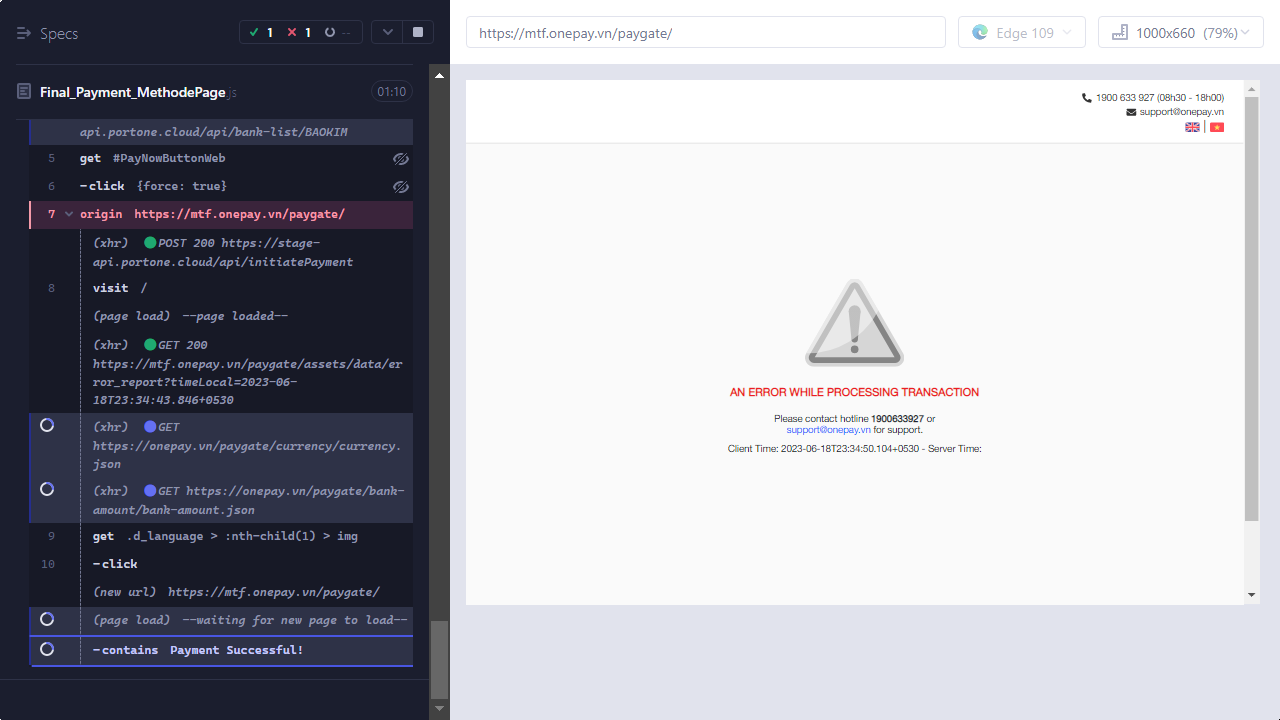 Specs
1
1
--
https://mtf.onepay.vn/paygate/
Edge 109
1000x660 (79%)
Final_Payment_MethodePage.js
01:10
api.portone.cloud/api/bank-list/BAOKIM
5 get #PayNowButtonWeb
6 -click {force: true}
7 origin https://mtf.onepay.vn/paygate/
(xhr) POST 200 https://stage-
api.portone.cloud/api/initiatePayment
8 visit /
(page load) --page loaded--
(xhr) GET 200
https://mtf.onepay.vn/paygate/assets/data/er
ror_report?timeLocal=2023-06-
18T23:34:43.846+0530
(xhr) GET
https://onepay.vn/paygate/currency/currency.
json
(xhr) GET https://onepay.vn/paygate/bank-
amount/bank-amount.json
9 get .d_language > :nth-child(1) > img
10 -click
(new url) https://mtf.onepay.vn/paygate/
(page load) --waiting for new page to load--
-contains Payment Successful!
1900 633 927 (08h30 - 18h00)
support@onepay.vn
AN ERROR WHILE PROCESSING TRANSACTION
Please contact hotline 1900633927 or
support@onepay.vn for support.
Client Time: 2023-06-18T23:34:50.104+0530 - Server Time: